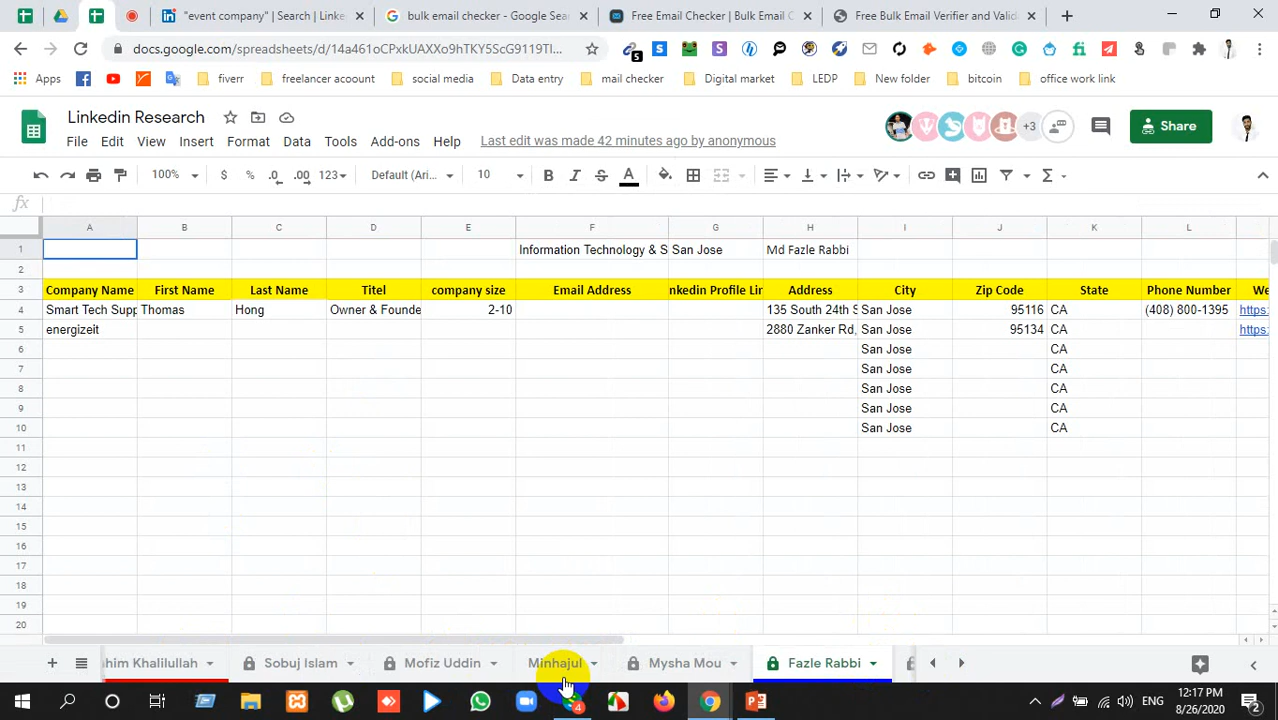 "event company" | Search | Linke
bulk email checker - Google Sea
Free Email Checker | Bulk Email C
Free Bulk Email Verifier and Valid
docs.google.com/spreadsheets/d/14a461oCPxkUAXXo9hTKY5ScG9119Tl...
Apps fiverr freelancer acoount social media Data entry mail checker Digital market LEDP New folder bitcoin office work link
Linkedin Research
File Edit View Insert Format Data Tools Add-ons Help Last edit was made 42 minutes ago by anonymous
+3 Share
100% $ % .0 .00 123 Default (Ari... 10 B I S A
fx
A B C D E F G H I J K L
1 Information Technology & S San Jose Md Fazle Rabbi
2
3 Company Name First Name Last Name Titel company size Email Address nkedin Profile Lin Address City Zip Code State Phone Number We
4 Smart Tech Supp Thomas Hong Owner & Founde 2-10 135 South 24th S San Jose 95116 CA (408) 800-1395 https:
5 energizeit 2880 Zanker Rd, San Jose 95134 CA https:
6 San Jose CA
7 San Jose CA
8 San Jose CA
9 San Jose CA
10 San Jose CA
11
12
13
14
15
16
17
18
19
20
him Khalilullah Sobuj Islam Mofiz Uddin Minhajul Mysha Mou Fazle Rabbi
4 ENG 12:17 PM
8/26/2020 2